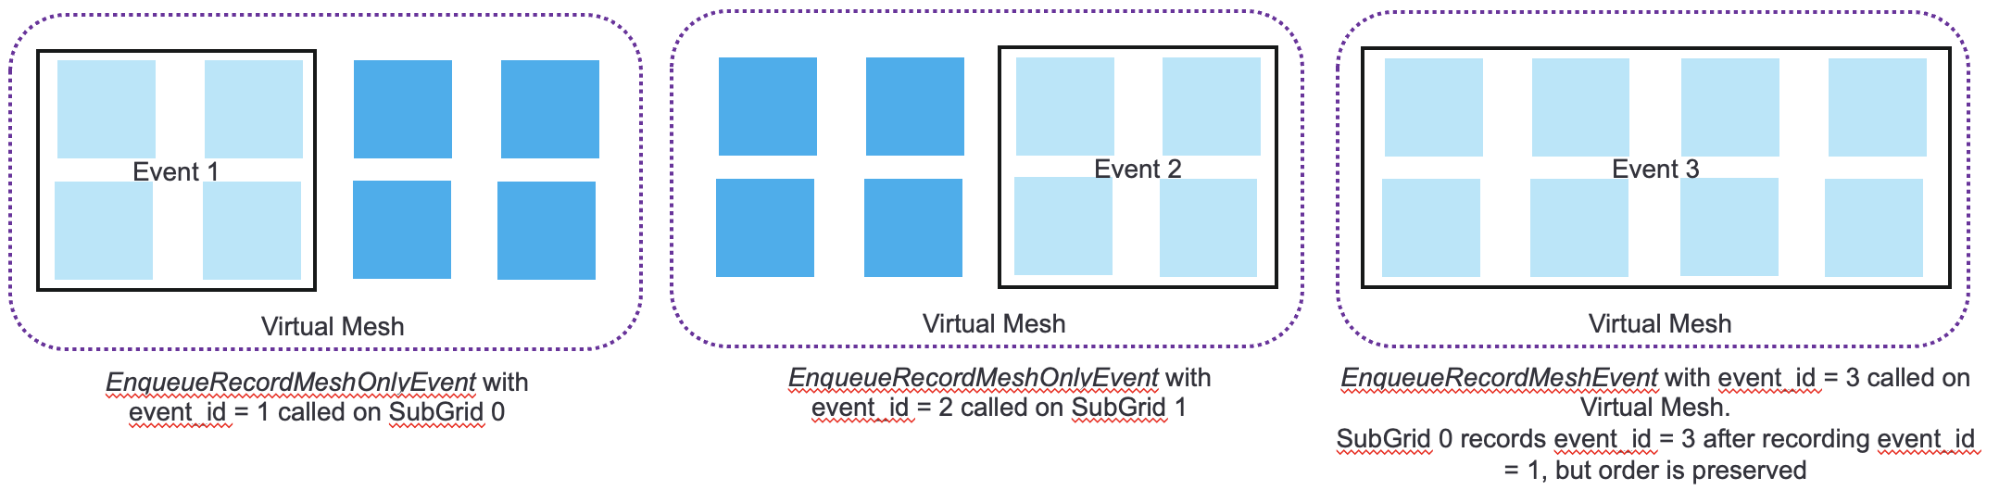 Event 1
Virtual Mesh
EnqueueRecordMeshOnlyEvent with
event_id = 1 called on SubGrid 0
Event 2
Virtual Mesh
EnqueueRecordMeshOnlyEvent with
event_id = 2 called on SubGrid 1
Event 3
Virtual Mesh
EnqueueRecordMeshEvent with event_id = 3 called on
Virtual Mesh.
SubGrid 0 records event_id = 3 after recording event_id
= 1, but order is preserved